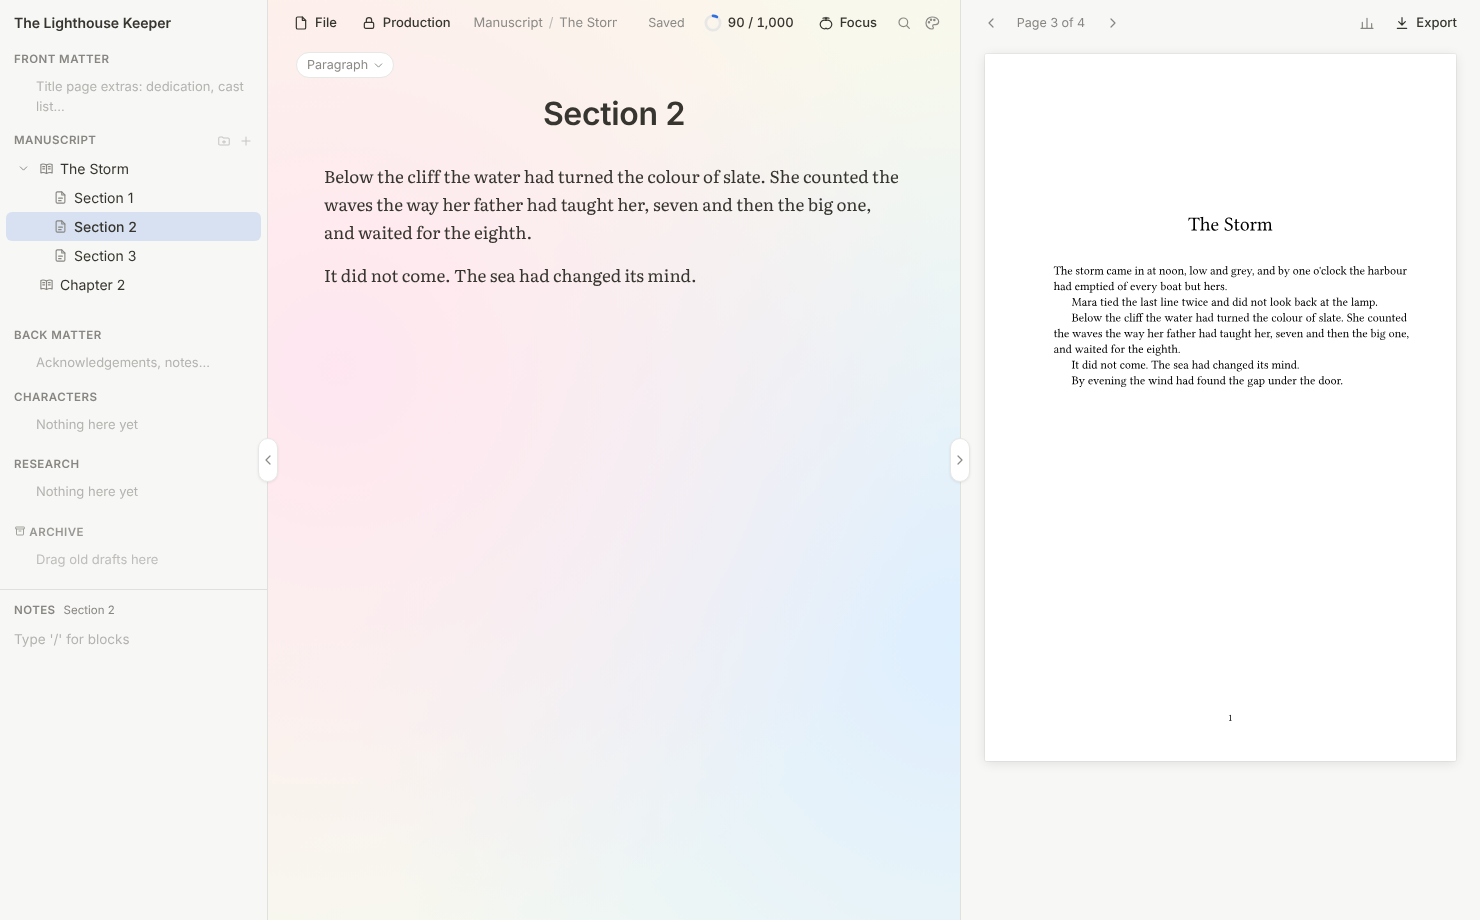 The Lighthouse Keeper
FRONT MATTER
Title page extras: dedication, cast
list...
MANUSCRIPT
The Storm
Section 1
Section 2
Section 3
Chapter 2
BACK MATTER
Acknowledgements, notes...
CHARACTERS
Nothing here yet
RESEARCH
Nothing here yet
ARCHIVE
Drag old drafts here
NOTES Section 2
Type '/' for blocks
File Production Manuscript / The Storr Saved 90 / 1,000 Focus
Paragraph
Section 2
Below the cliff the water had turned the colour of slate. She counted the
waves the way her father had taught her, seven and then the big one,
and waited for the eighth.
It did not come. The sea had changed its mind.
Page 3 of 4 Export
The Storm
The storm came in at noon, low and grey, and by one o'clock the harbour
had emptied of every boat but hers.
Mara tied the last line twice and did not look back at the lamp.
Below the cliff the water had turned the colour of slate. She counted
the waves the way her father had taught her, seven and then the big one,
and waited for the eighth.
It did not come. The sea had changed its mind.
By evening the wind had found the gap under the door.
1